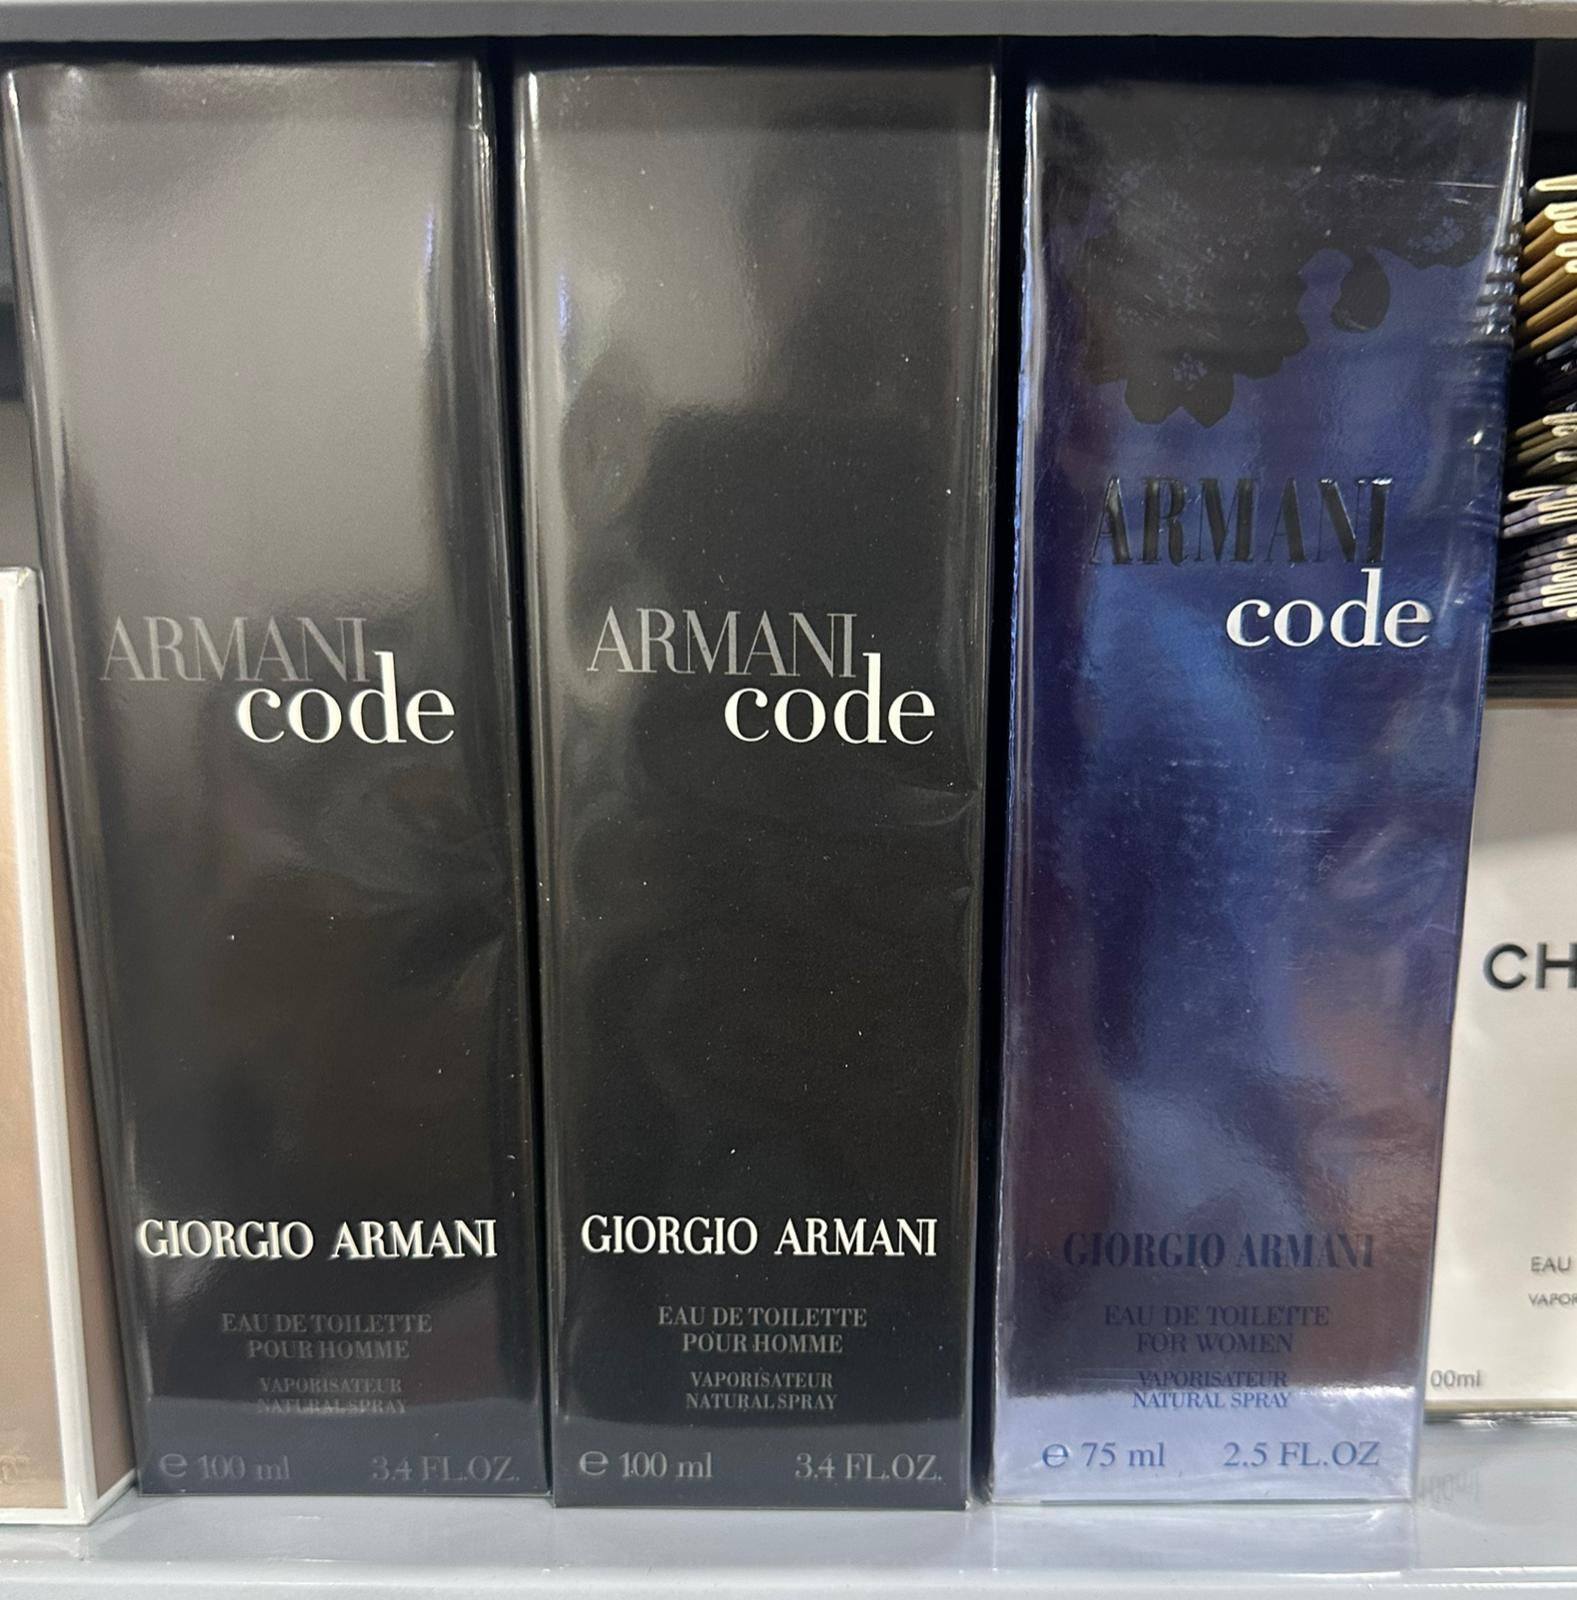 ARMANI
code
GIORGIO ARMANI
EAU DE TOILETTE
POUR HOMME
VAPORISATEUR
NATURAL SPRAY
e 100 ml 3.4 FL.OZ.
ARMANI
code
GIORGIO ARMANI
EAU DE TOILETTE
POUR HOMME
VAPORISATEUR
NATURAL SPRAY
e 100 ml 3.4 FL.OZ.
ARMANI
code
GIORGIO ARMANI
EAU DE TOILETTE
FOR WOMEN
VAPORISATEUR
NATURAL SPRAY
e 75 ml 2.5 FL.OZ
CH
EAU
VAPOR
00ml